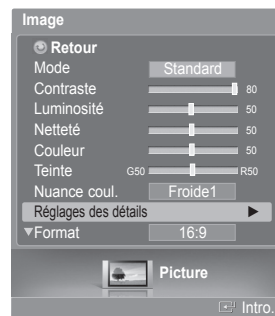 Image
Retour
Mode Standard
Contraste 80
Luminosité 50
Netteté 50
Couleur 50
Teinte G50 R50
Nuance coul. Froide1
Réglages des détails
Format 16:9
Picture
Intro.